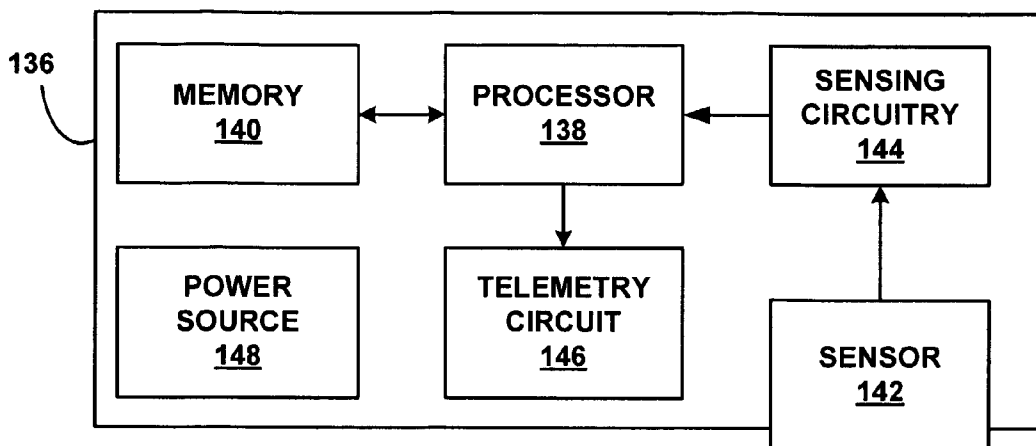 136
MEMORY
140
PROCESSOR
138
SENSING
CIRCUITRY
144
POWER
SOURCE
148
TELEMETRY
CIRCUIT
146
SENSOR
142